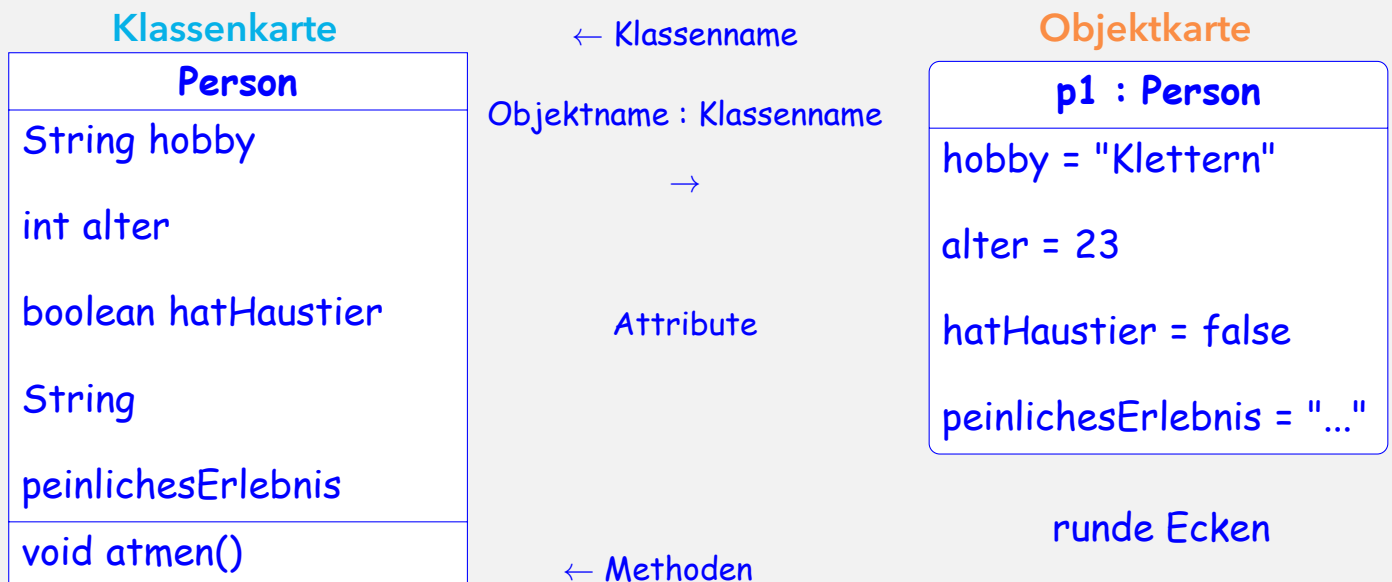 Klassenkarte
Person
String hobby
int alter
boolean hatHaustier
String
peinlichesErlebnis
void atmen()
← Klassenname
Objektname : Klassenname
→
Attribute
← Methoden
Objektkarte
p1 : Person
hobby = "Klettern"
alter = 23
hatHaustier = false
peinlichesErlebnis = "..."
runde Ecken